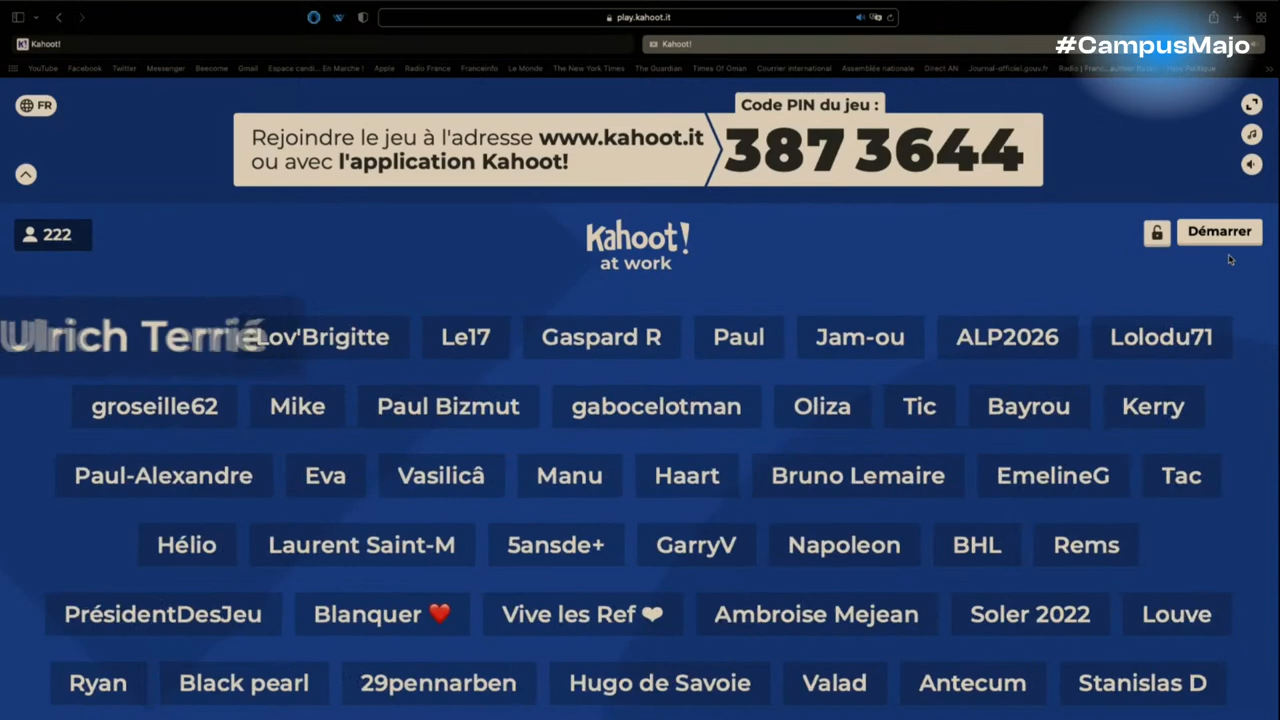 play.kahoot.it
#CampusMajo
Kahoot!
Kahoot!
YouTube Facebook Twitter Messenger Beecome Gmail Espace candi... En Marche ! Apple Radio France Franceinfo Le Monde The New York Times The Guardian Times Of Oman Courrier international Assemblée nationale Direct AN Journal-officiel.gouv.fr
FR
Rejoindre le jeu à l'adresse www.kahoot.it
ou avec l'application Kahoot!
Code PIN du jeu :
387 3644
222
Kahoot!
at work
Démarrer
Ulrich Terrié Lov'Brigitte Le17 Gaspard R Paul Jam-ou ALP2026 Lolodu71
groseille62 Mike Paul Bizmut gabocelotman Oliza Tic Bayrou Kerry
Paul-Alexandre Eva Vasilicâ Manu Haart Bruno Lemaire EmelineG Tac
Hélio Laurent Saint-M 5ansde+ GarryV Napoleon BHL Rems
PrésidentDesJeu Blanquer ❤️ Vive les Ref ❤ Ambroise Mejean Soler 2022 Louve
Ryan Black pearl 29pennarben Hugo de Savoie Valad Antecum Stanislas D